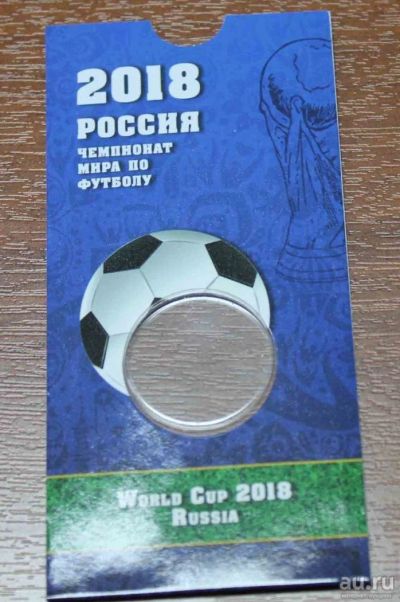 2018
РОССИЯ
ЧЕМПИОНАТ
МИРА ПО
ФУТБОЛУ
WORLD CUP 2018
RUSSIA
au.ru